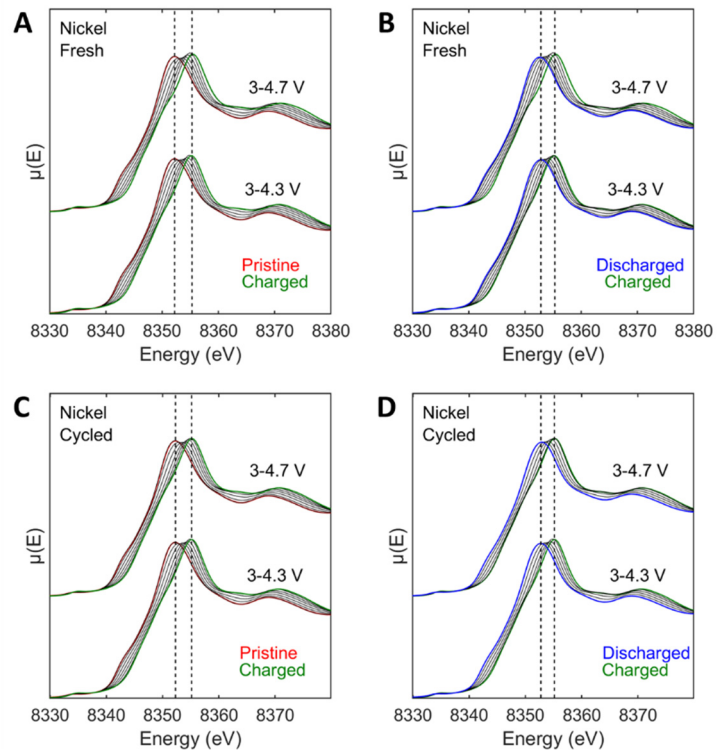 A
Nickel
Fresh
3-4.7 V
3-4.3 V
Pristine
Charged
μ(E)
8330 8340 8350 8360 8370 8380
Energy (eV)
B
Nickel
Fresh
3-4.7 V
3-4.3 V
Discharged
Charged
μ(E)
8330 8340 8350 8360 8370 8380
Energy (eV)
C
Nickel
Cycled
3-4.7 V
3-4.3 V
Pristine
Charged
μ(E)
8330 8340 8350 8360 8370
Energy (eV)
D
Nickel
Cycled
3-4.7 V
3-4.3 V
Discharged
Charged
μ(E)
8330 8340 8350 8360 8370
Energy (eV)